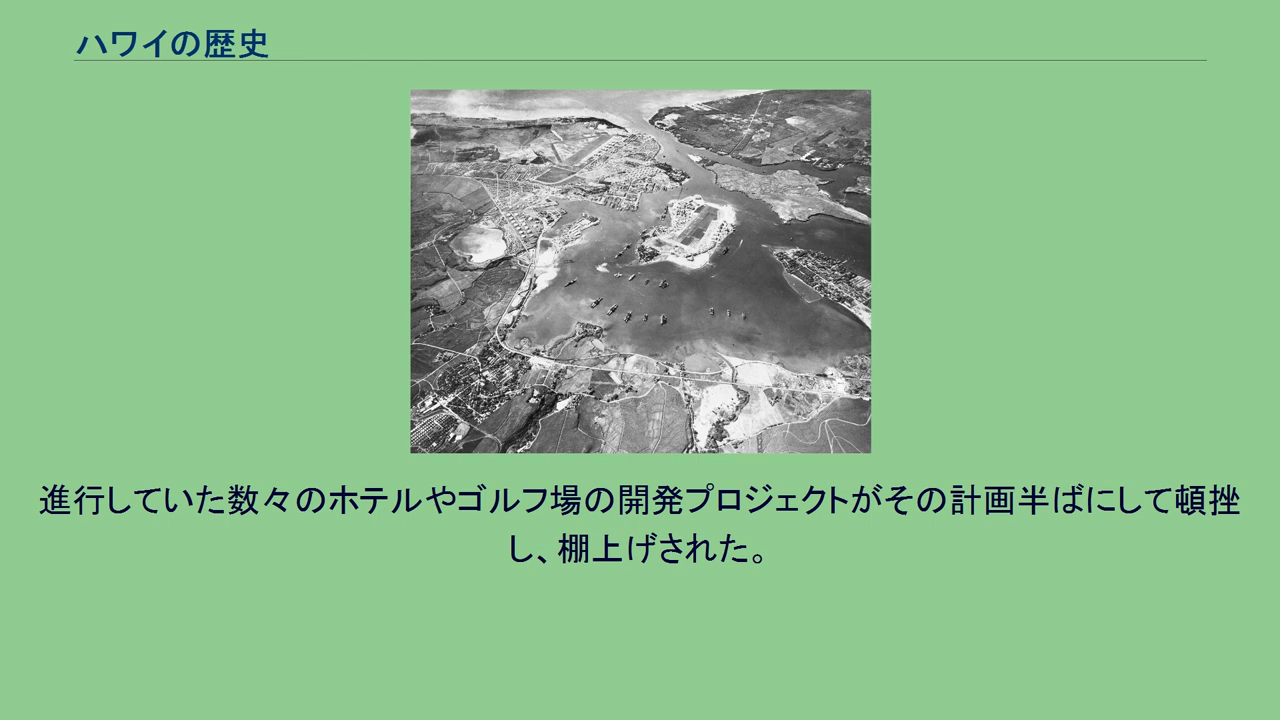 ハワイの歴史
進行していた数々のホテルやゴルフ場の開発プロジェクトがその計画半ばにして頓挫
し、棚上げされた。